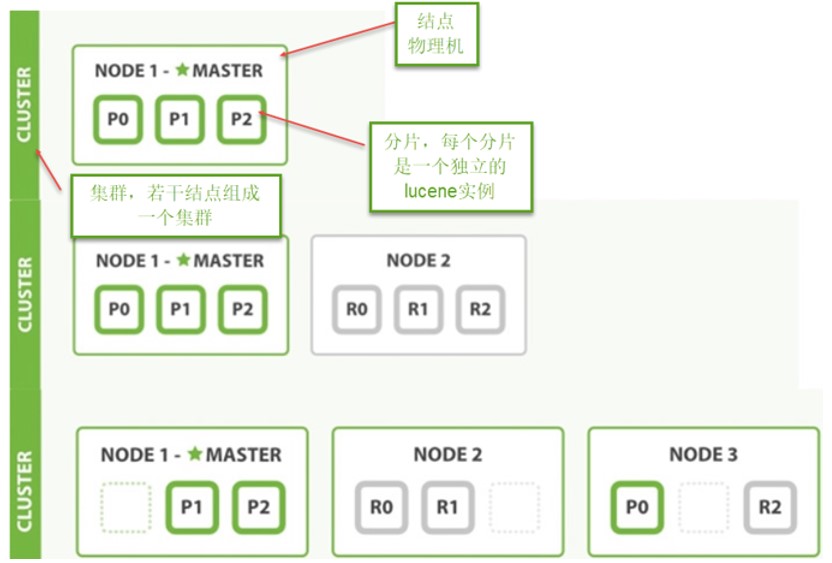 结点
物理机
CLUSTER
NODE 1 - ★ MASTER
P0 P1 P2
分片，每个分片
是一个独立的
lucene实例
集群，若干结点组成
一个集群
CLUSTER
NODE 1 - ★ MASTER
P0 P1 P2
NODE 2
R0 R1 R2
CLUSTER
NODE 1 - ★ MASTER
P1 P2
NODE 2
R0 R1
NODE 3
P0 R2